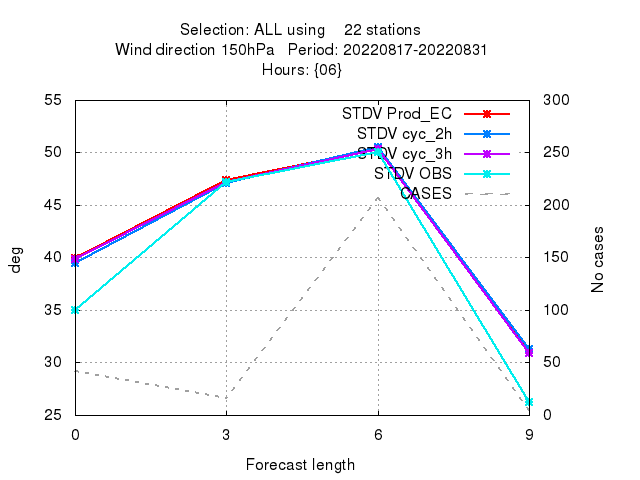 Selection: ALL using    22 stations
Wind direction 150hPa   Period: 20220817-20220831
Hours: {06}
55 300
STDV Prod_EC
STDV cyc_2h
50 250
STDV cyc_3h
STDV OBS
CASES
45 200
40 150
deg
No cases
35 100
30 50
25 0
0 3 6 9
Forecast length